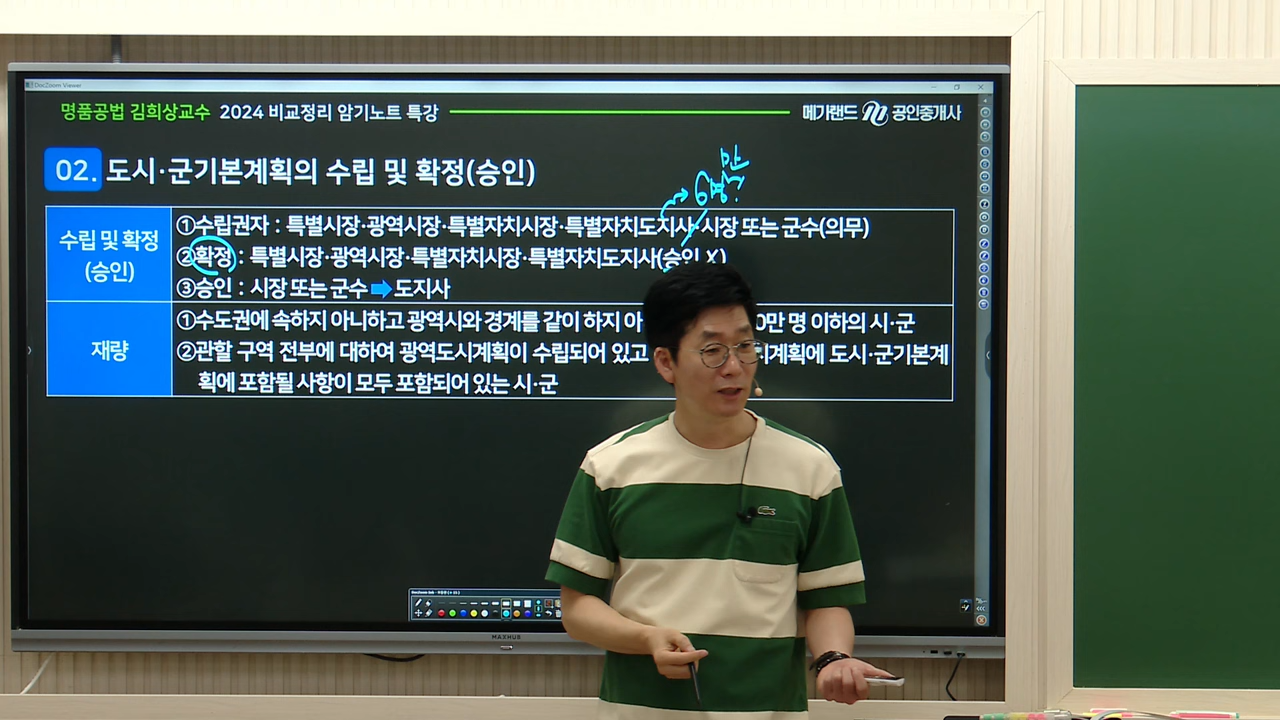 DocZoom Viewer
명품공법 김희상교수 2024 비교정리 암기노트 특강
메가랜드 공인중개사
02. 도시·군기본계획의 수립 및 확정(승인)
만
6명
수립 및 확정
(승인)
①수립권자 : 특별시장·광역시장·특별자치시장·특별자치도지사·시장 또는 군수(의무)
②확정 : 특별시장·광역시장·특별자치시장·특별자치도지사(승인 X)
③승인 : 시장 또는 군수 ➡ 도지사
재량
①수도권에 속하지 아니하고 광역시와 경계를 같이 하지 아 0만 명 이하의 시·군
②관할 구역 전부에 대하여 광역도시계획이 수립되어 있고 계획에 도시·군기본계
획에 포함될 사항이 모두 포함되어 있는 시·군
MAXHUB